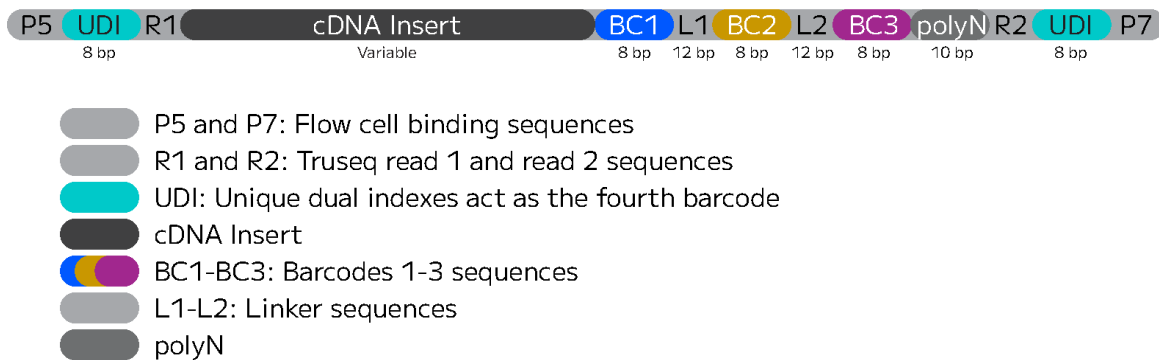 P5 UDI R1 cDNA Insert BC1 L1 BC2 L2 BC3 polyN R2 UDI P7
8 bp Variable 8 bp 12 bp 8 bp 12 bp 8 bp 10 bp 8 bp
P5 and P7: Flow cell binding sequences
R1 and R2: Truseq read 1 and read 2 sequences
UDI: Unique dual indexes act as the fourth barcode
cDNA Insert
BC1-BC3: Barcodes 1-3 sequences
L1-L2: Linker sequences
polyN